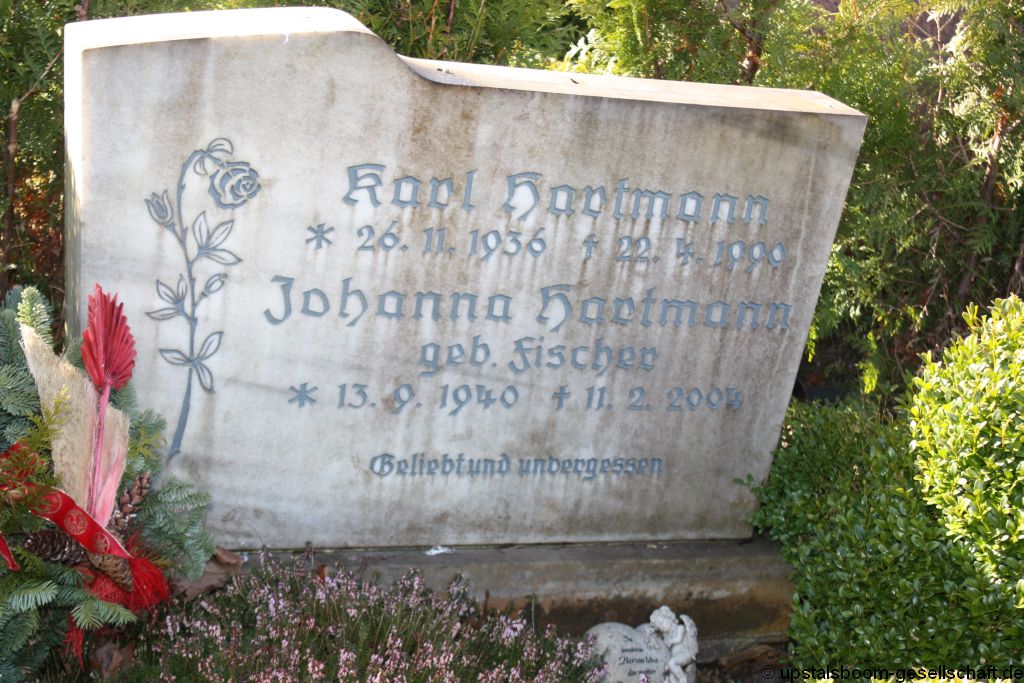 Karl Hartmann
* 26. 11. 1936 † 22. 4. 1990
Johanna Hartmann
geb. Fischer
* 13. 9. 1940 † 11. 2. 2004
Geliebt und unvergessen
Herzen
© upstalsboom-gesellschaft.de